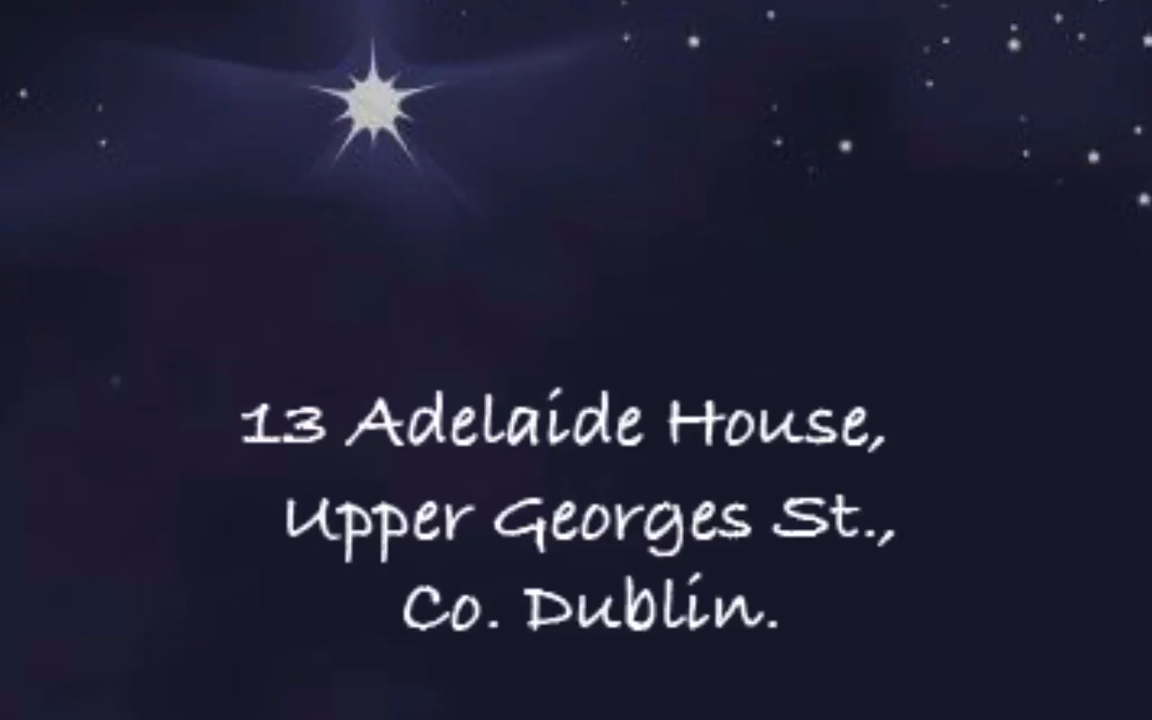 13 Adelaide House,
Upper Georges St.,
Co. Dublin.